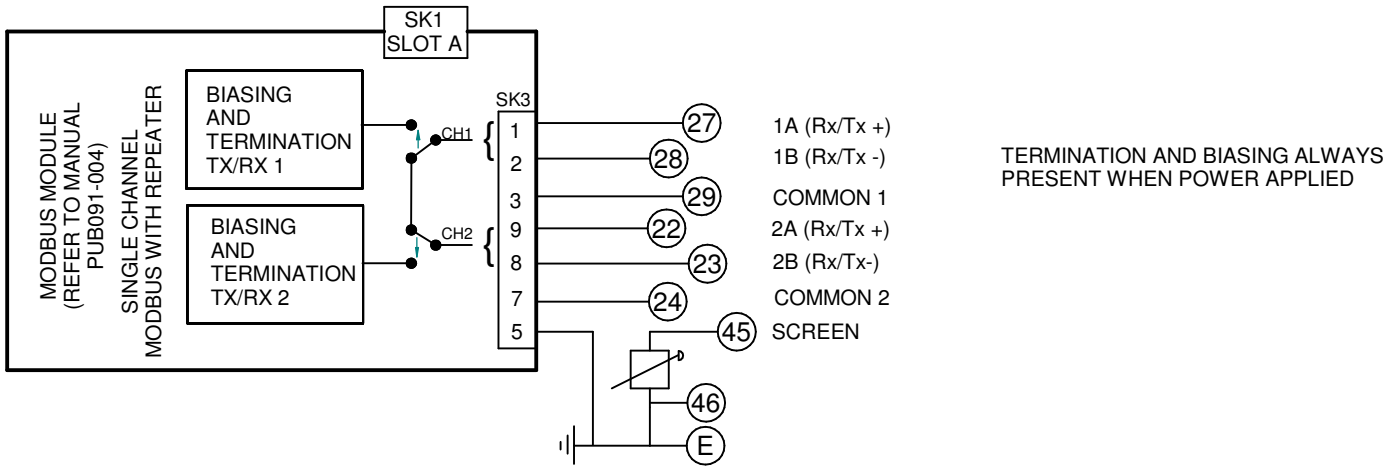 SK1
SLOT A
MODBUS MODULE
(REFER TO MANUAL
PUB091-004)
SINGLE CHANNEL
MODBUS WITH REPEATER
BIASING
AND
TERMINATION
TX/RX 1
BIASING
AND
TERMINATION
TX/RX 2
CH1
CH2
{
{
SK3
1
2
3
9
8
7
5
27
28
29
22
23
24
45
46
E
1A (Rx/Tx +)
1B (Rx/Tx -)
COMMON 1
2A (Rx/Tx +)
2B (Rx/Tx-)
COMMON 2
SCREEN
TERMINATION AND BIASING ALWAYS
PRESENT WHEN POWER APPLIED